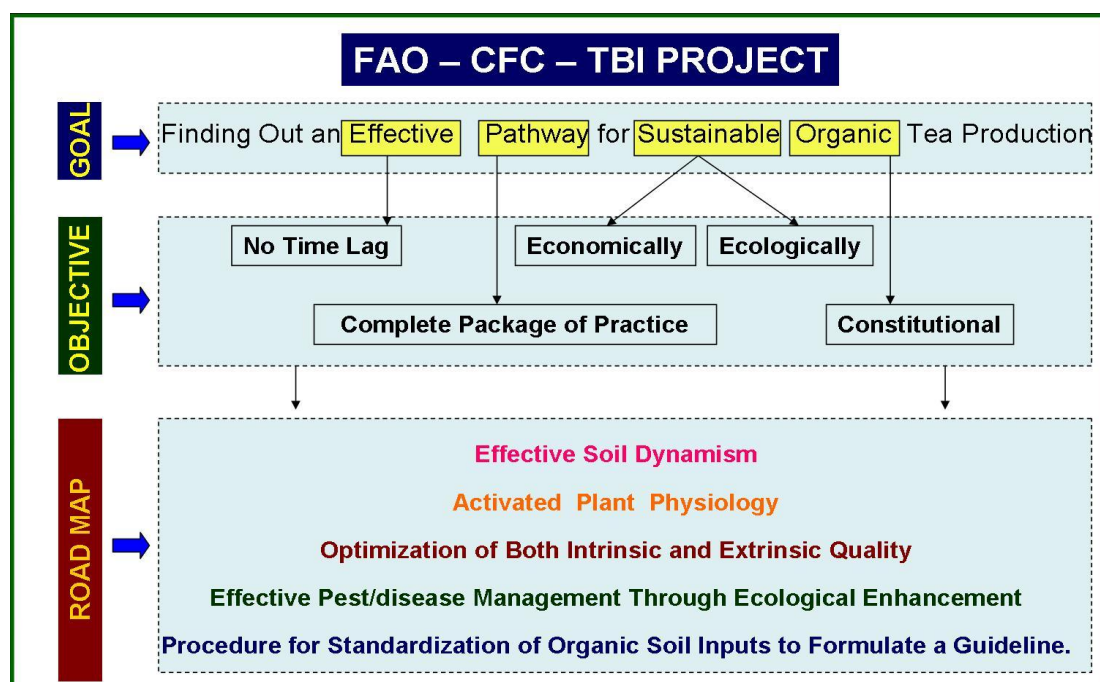 FAO – CFC – TBI PROJECT
GOAL
Finding Out an Effective Pathway for Sustainable Organic Tea Production
OBJECTIVE
No Time Lag
Economically
Ecologically
Complete Package of Practice
Constitutional
ROAD MAP
Effective Soil Dynamism
Activated Plant Physiology
Optimization of Both Intrinsic and Extrinsic Quality
Effective Pest/disease Management Through Ecological Enhancement
Procedure for Standardization of Organic Soil Inputs to Formulate a Guideline.